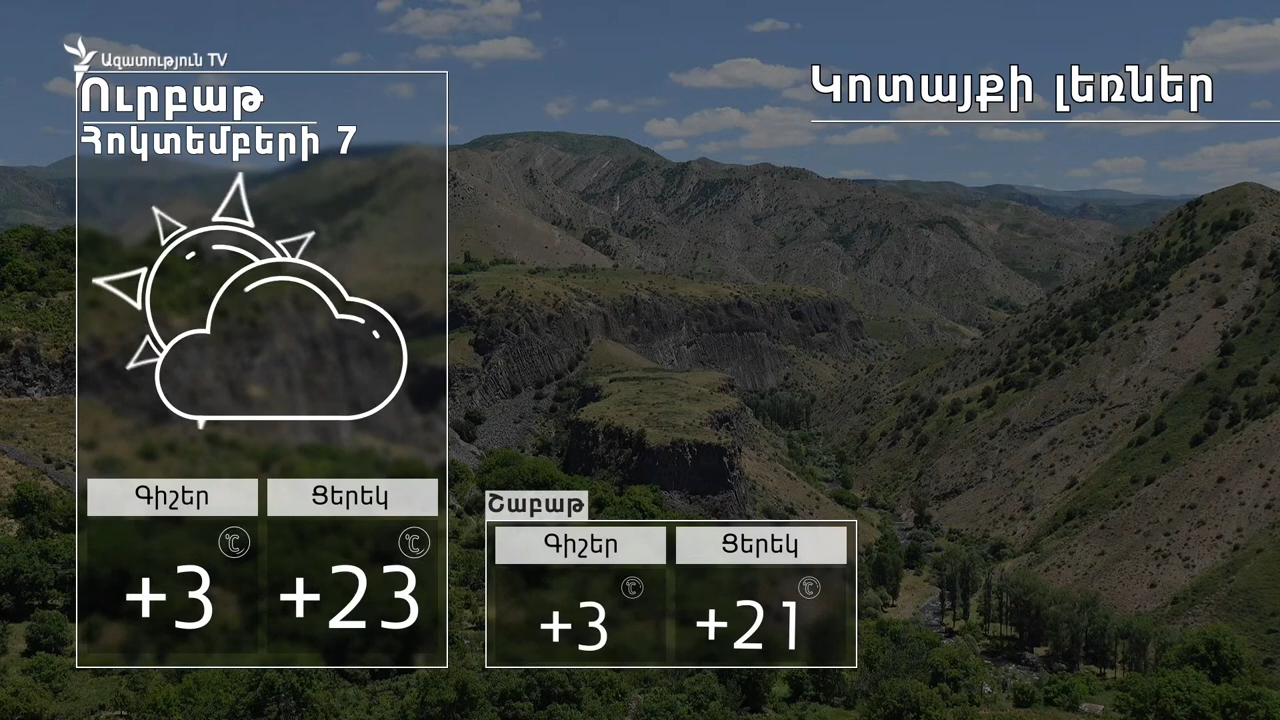 Ազատություն TV
Ուրբաթ
Հոկտեմբերի 7
Կոտայքի լեռներ
Գիշեր
Ցերեկ
℃
℃
+3
+23
Շաբաթ
Գիշեր
Ցերեկ
℃
℃
+3
+21